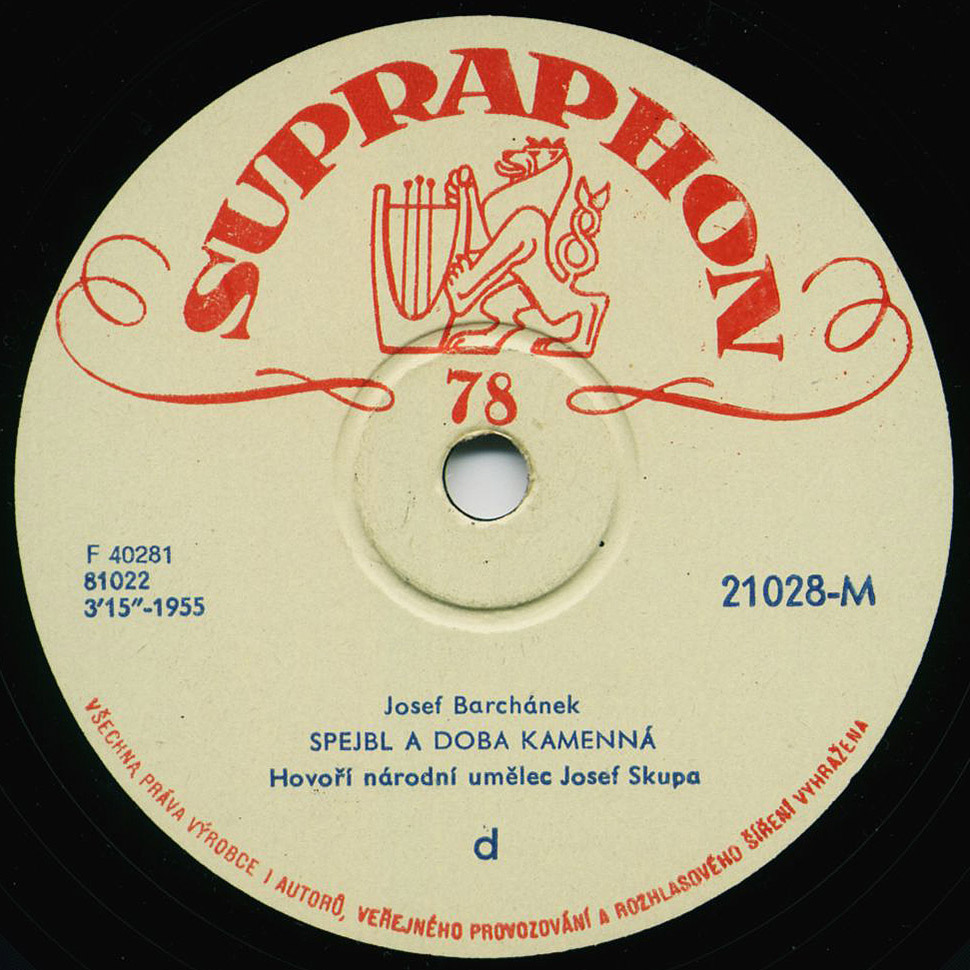 SUPRAPHON
78
F 40281
81022
3'15"-1955
21028-M
Josef Barchánek
SPEJBL A DOBA KAMENNÁ
Hovoří národní umělec Josef Skupa
d
VŠECHNA PRÁVA VÝROBCE I AUTORŮ, VEŘEJNÉHO PROVOZOVÁNÍ A ROZHLASOVÉHO ŠÍŘENÍ VYHRAŽENA